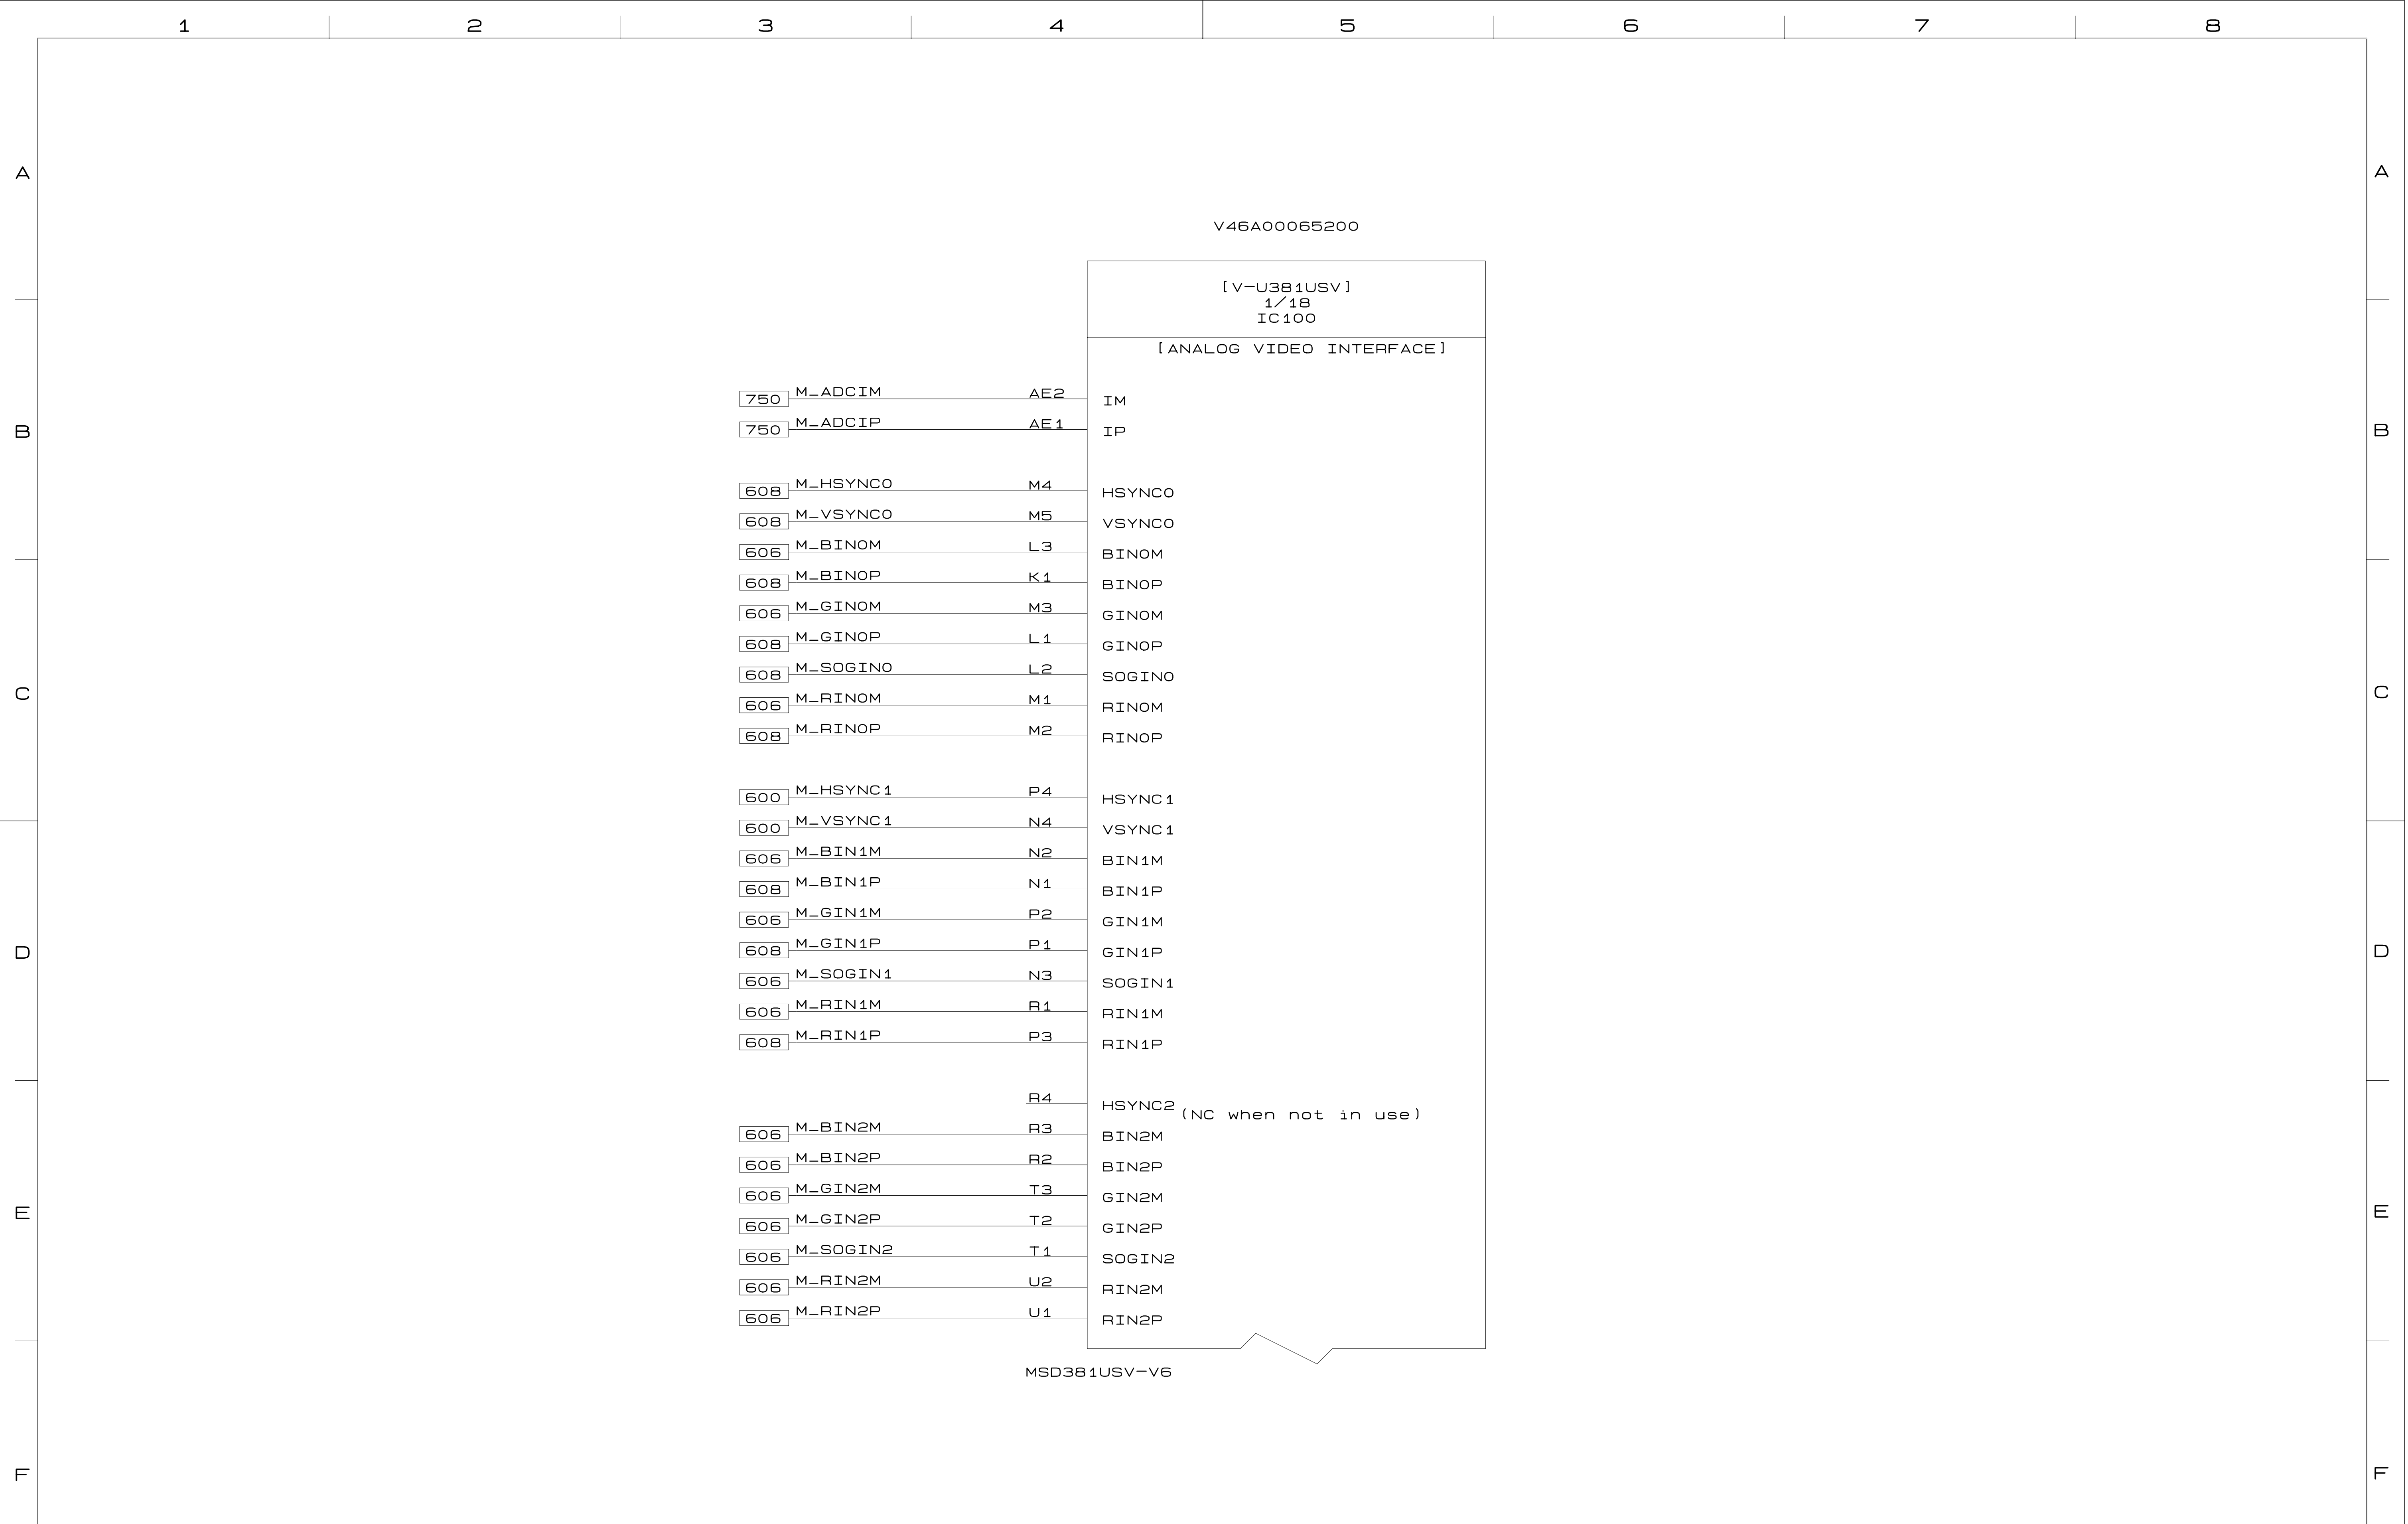 1 2 3 4 5 6 7 8
A A
V46A00065200
[V-U381USV]
1/18
IC100
[ANALOG VIDEO INTERFACE]
750 M_ADCIM AE2 IM
750 M_ADCIP AE1 IP
B B
608 M_HSYNC0 M4 HSYNC0
608 M_VSYNC0 M5 VSYNC0
606 M_BIN0M L3 BIN0M
608 M_BIN0P K1 BIN0P
606 M_GIN0M M3 GIN0M
608 M_GIN0P L1 GIN0P
608 M_SOGIN0 L2 SOGIN0
C C
606 M_RIN0M M1 RIN0M
608 M_RIN0P M2 RIN0P
600 M_HSYNC1 P4 HSYNC1
600 M_VSYNC1 N4 VSYNC1
606 M_BIN1M N2 BIN1M
608 M_BIN1P N1 BIN1P
606 M_GIN1M P2 GIN1M
608 M_GIN1P P1 GIN1P
D D
606 M_SOGIN1 N3 SOGIN1
606 M_RIN1M R1 RIN1M
608 M_RIN1P P3 RIN1P
R4 HSYNC2 (NC when not in use)
606 M_BIN2M R3 BIN2M
606 M_BIN2P R2 BIN2P
606 M_GIN2M T3 GIN2M
E E
606 M_GIN2P T2 GIN2P
606 M_SOGIN2 T1 SOGIN2
606 M_RIN2M U2 RIN2M
606 M_RIN2P U1 RIN2P
MSD381USV-V6
F F